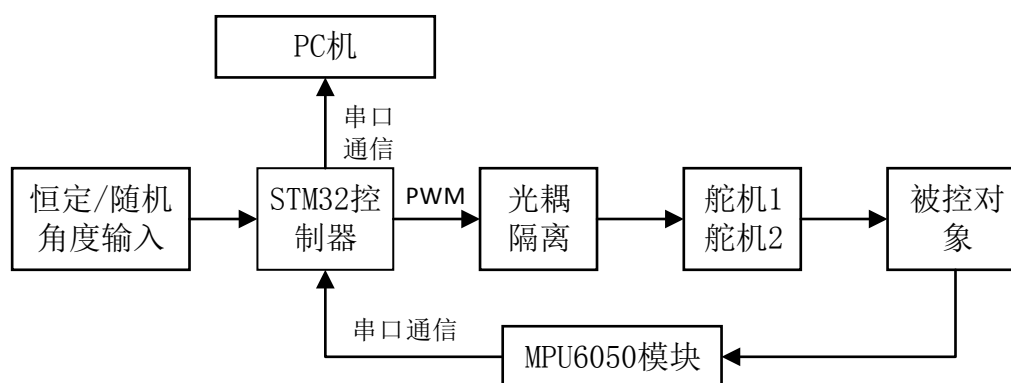 PC机
串口
通信
恒定/随机
角度输入
STM32控
制器
PWM
光耦
隔离
舵机1
舵机2
被控对
象
串口通信
MPU6050模块